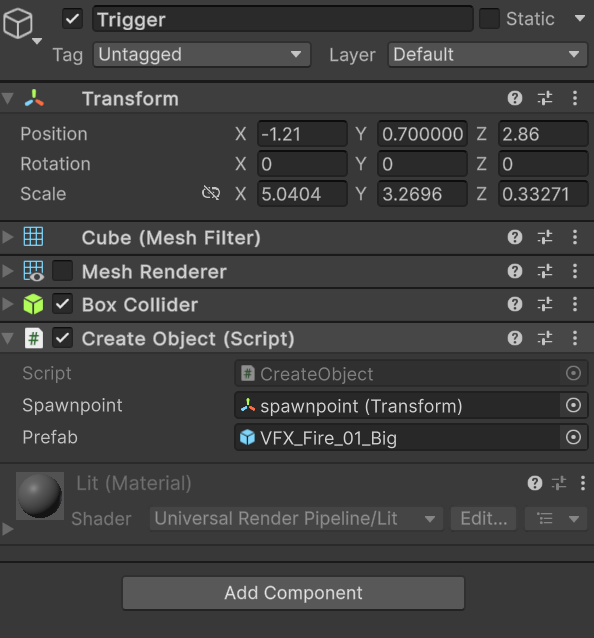 Trigger Static
Tag Untagged Layer Default
Transform
Position X -1.21 Y 0.700000 Z 2.86
Rotation X 0 Y 0 Z 0
Scale X 5.0404 Y 3.2696 Z 0.33271
Cube (Mesh Filter)
Mesh Renderer
Box Collider
# Create Object (Script)
Script # CreateObject
Spawnpoint spawnpoint (Transform)
Prefab VFX_Fire_01_Big
Lit (Material)
Shader Universal Render Pipeline/Lit Edit...
Add Component